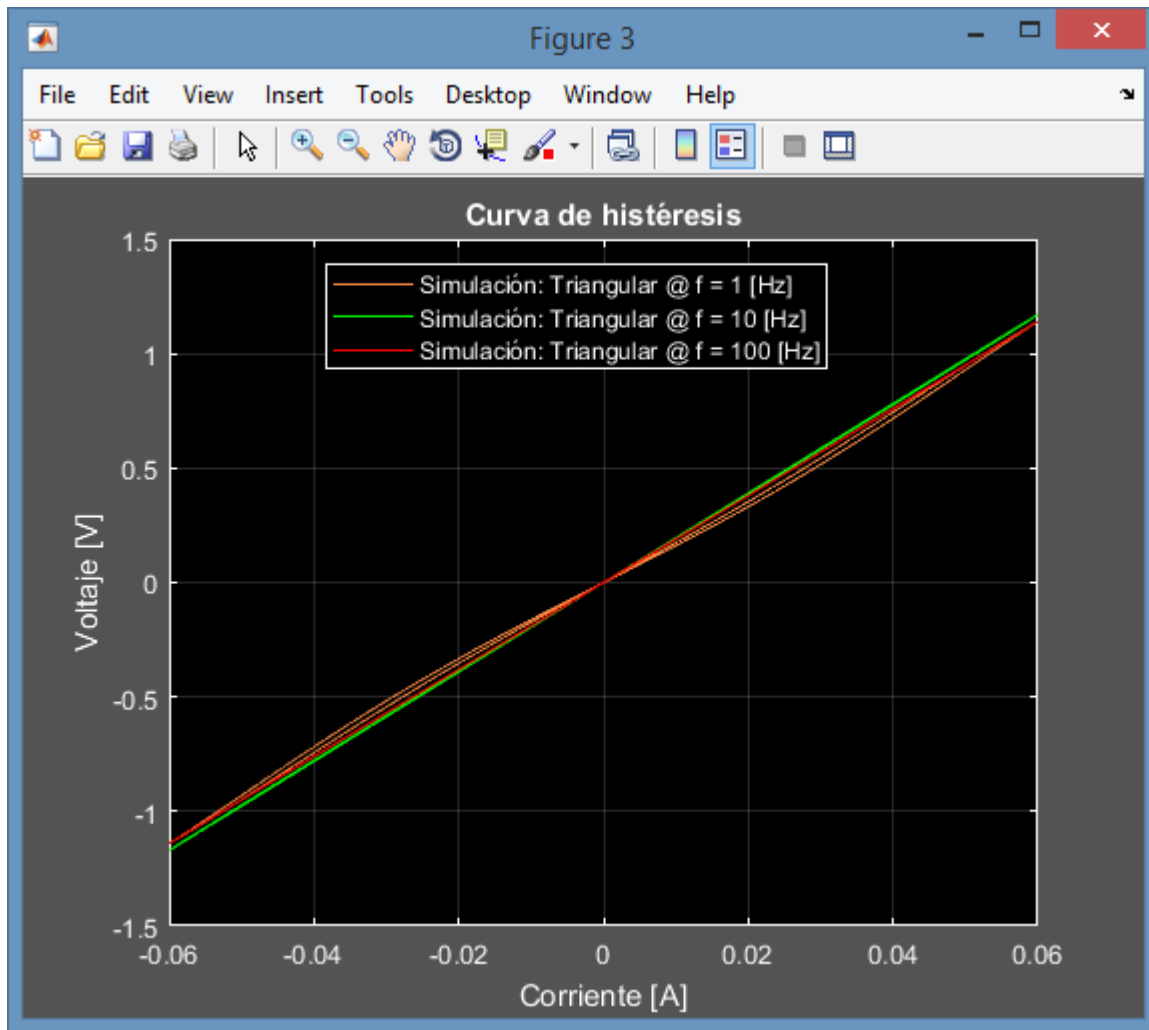 Figure 3
File Edit View Insert Tools Desktop Window Help
Curva de histéresis
1.5
Simulación: Triangular @ f = 1 [Hz]
Simulación: Triangular @ f = 10 [Hz]
Simulación: Triangular @ f = 100 [Hz]
1
0.5
0
-0.5
-1
-1.5
Voltaje [V]
-0.06 -0.04 -0.02 0 0.02 0.04 0.06
Corriente [A]